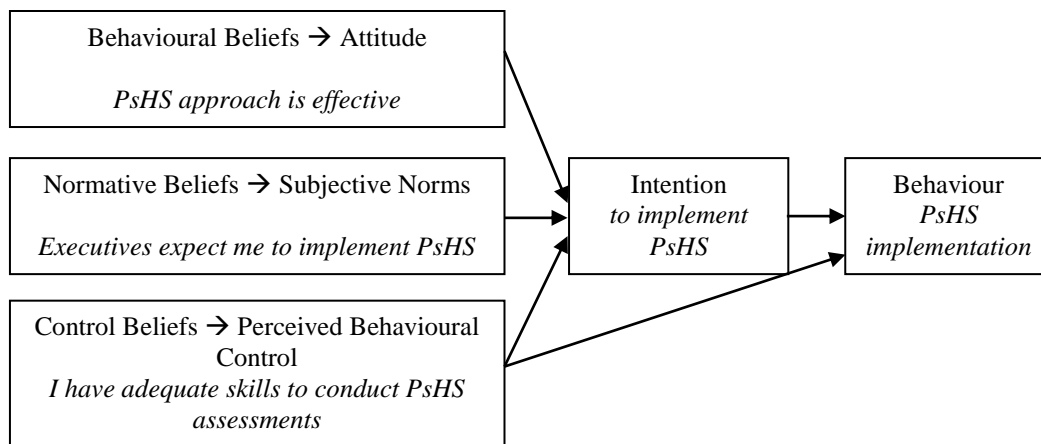 Behavioural Beliefs → Attitude
PsHS approach is effective
Normative Beliefs → Subjective Norms
Executives expect me to implement PsHS
Control Beliefs → Perceived Behavioural
Control
I have adequate skills to conduct PsHS
assessments
Intention
to implement
PsHS
Behaviour
PsHS
implementation